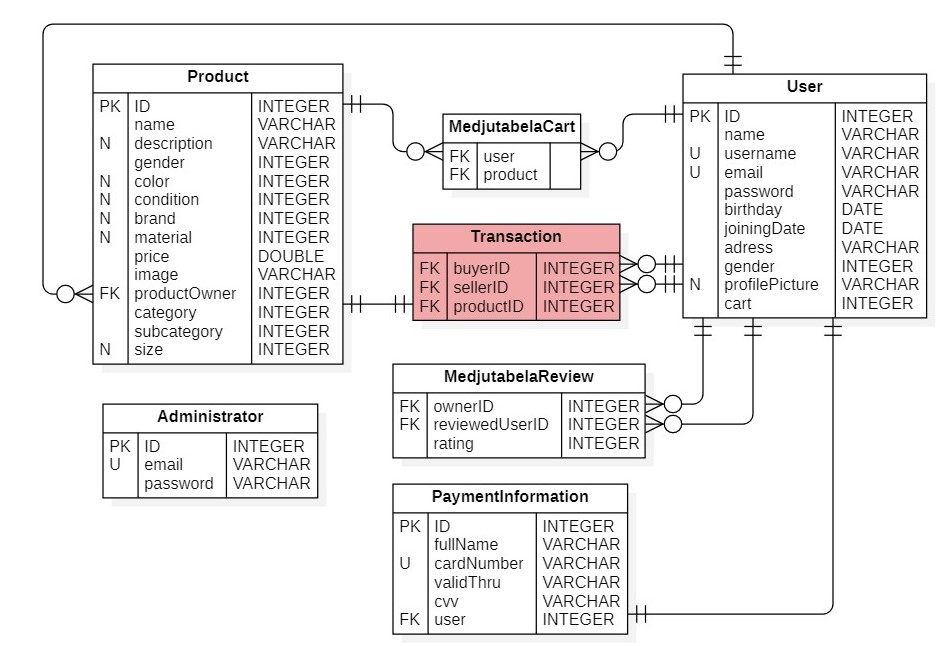 Product
PK ID INTEGER
name VARCHAR
N description VARCHAR
gender INTEGER
N color INTEGER
N condition INTEGER
N brand INTEGER
N material INTEGER
price DOUBLE
image VARCHAR
FK productOwner INTEGER
category INTEGER
subcategory INTEGER
N size INTEGER
MedjutabelaCart
FK user
FK product
User
PK ID INTEGER
name VARCHAR
U username VARCHAR
U email VARCHAR
password VARCHAR
birthday DATE
joiningDate DATE
adress VARCHAR
gender INTEGER
N profilePicture VARCHAR
cart INTEGER
Transaction
FK buyerID INTEGER
FK sellerID INTEGER
FK productID INTEGER
MedjutabelaReview
FK ownerID INTEGER
FK reviewedUserID INTEGER
rating INTEGER
Administrator
PK ID INTEGER
U email VARCHAR
password VARCHAR
PaymentInformation
PK ID INTEGER
fullName VARCHAR
U cardNumber VARCHAR
validThru VARCHAR
cvv VARCHAR
FK user INTEGER